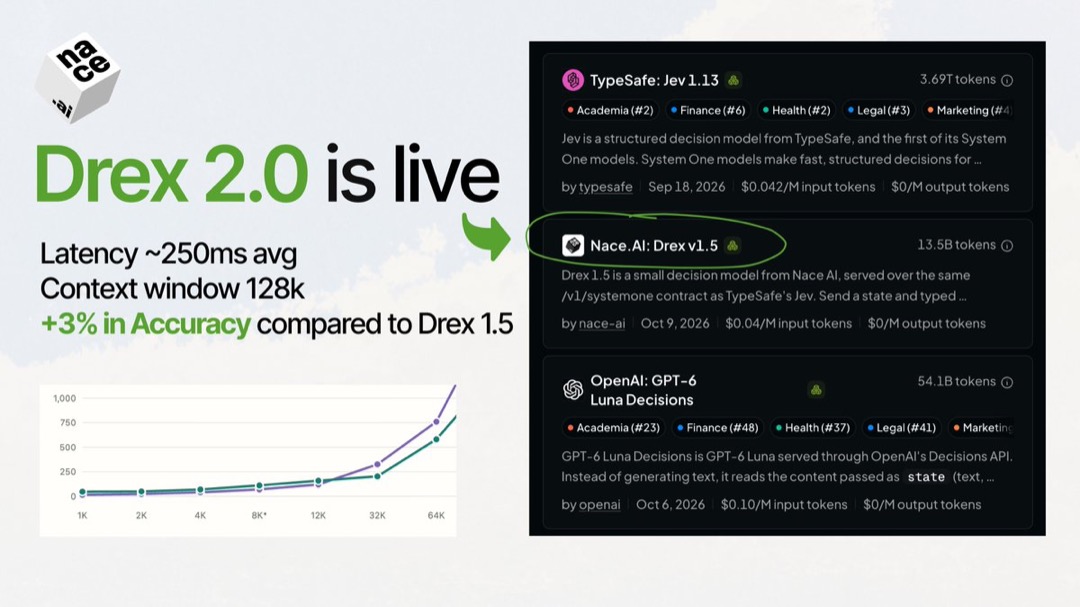 nace
.ai
Drex 2.0 is live
Latency ~250ms avg
Context window 128k
+3% in Accuracy compared to Drex 1.5
1,000
750
500
250
0
1K
2K
4K
8K*
12K
32K
64K
TypeSafe: Jev 1.13
3.69T tokens
Academia (#2)
Finance (#6)
Health (#2)
Legal (#3)
Marketing (#4)
Jev is a structured decision model from TypeSafe, and the first of its System
One models. System One models make fast, structured decisions for ...
by typesafe
Sep 18, 2026
$0.042/M input tokens
$0/M output tokens
Nace.AI: Drex v1.5
13.5B tokens
Drex 1.5 is a small decision model from Nace AI, served over the same
/v1/systemone contract as TypeSafe's Jev. Send a state and typed ...
by nace-ai
Oct 9, 2026
$0.04/M input tokens
$0/M output tokens
OpenAI: GPT-6
Luna Decisions
54.1B tokens
Academia (#23)
Finance (#48)
Health (#37)
Legal (#41)
Marketing
GPT-6 Luna Decisions is GPT-6 Luna served through OpenAI's Decisions API.
Instead of generating text, it reads the content passed as state (text, ...
by openai
Oct 6, 2026
$0.10/M input tokens
$0/M output tokens